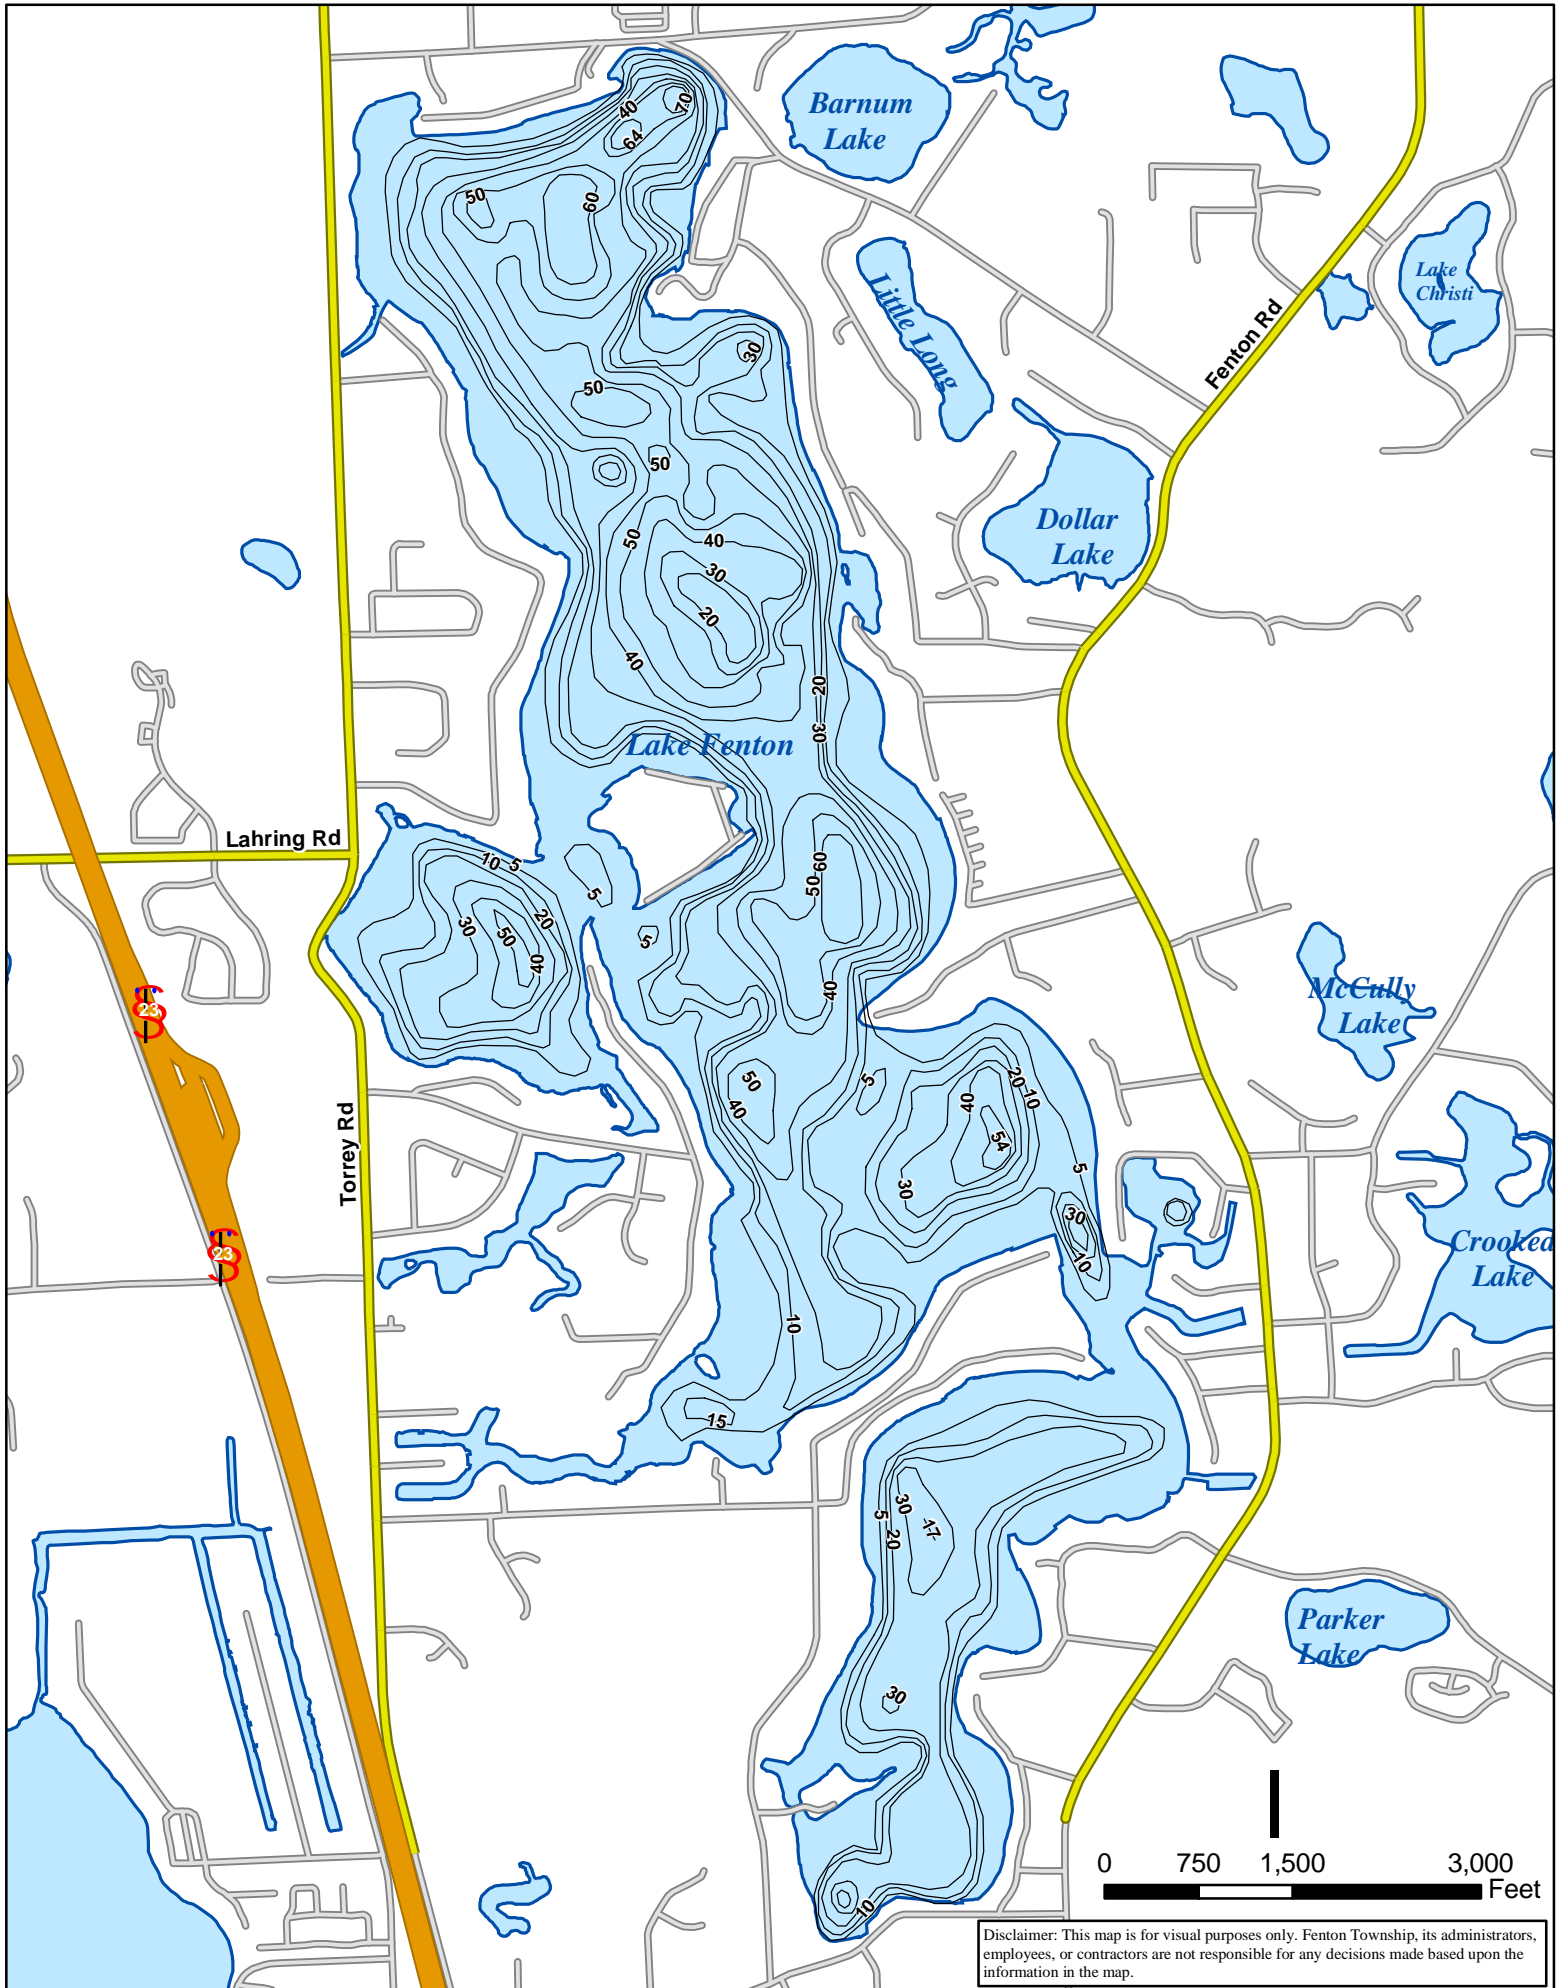 40
70
64
Barnum
Lake
50
60
Lake
Christi
Little Long
Fenton Rd
30
50
50
Dollar
Lake
50
40
30
20
40
20
30
Lake Fenton
Lahring Rd
10
5
60
50
5
20
30
50
40
5
40
McCully
Lake
23
50
40
5
20
10
40
54
Torrey Rd
5
30
30
10
23
Crooked
Lake
10
15
30
17
5
20
Parker
Lake
30
10
0 750 1,500 3,000
Feet
Disclaimer: This map is for visual purposes only. Fenton Township, its administrators,
employees, or contractors are not responsible for any decisions made based upon the
information in the map.